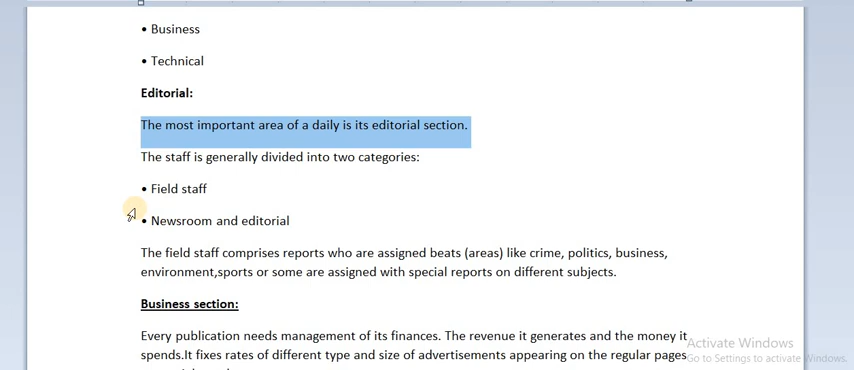 • Business
• Technical
Editorial:
The most important area of a daily is its editorial section.
The staff is generally divided into two categories:
• Field staff
• Newsroom and editorial
The field staff comprises reports who are assigned beats (areas) like crime, politics, business,
environment,sports or some are assigned with special reports on different subjects.
Business section:
Every publication needs management of its finances. The revenue it generates and the money it
spends.It fixes rates of different type and size of advertisements appearing on the regular pages
Activate Windows
Go to Settings to activate Windows.